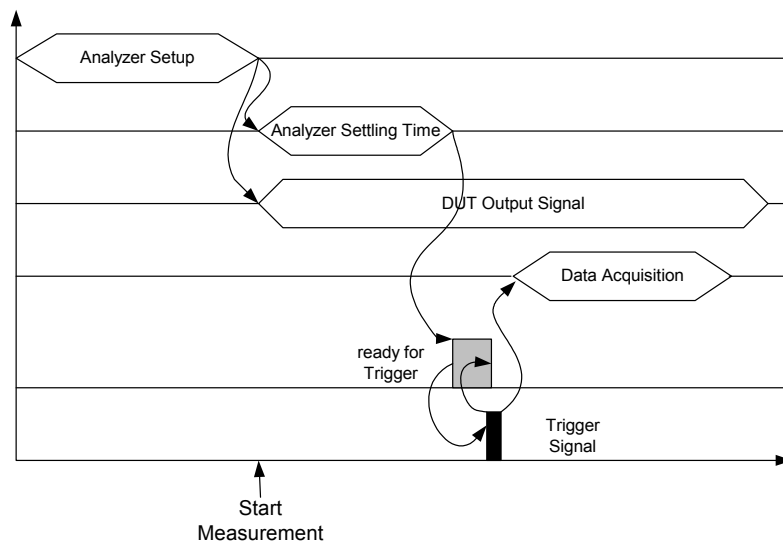 Analyzer Setup
Analyzer Settling Time
DUT Output Signal
Data Acquisition
ready for
Trigger
Trigger
Signal
Start
Measurement